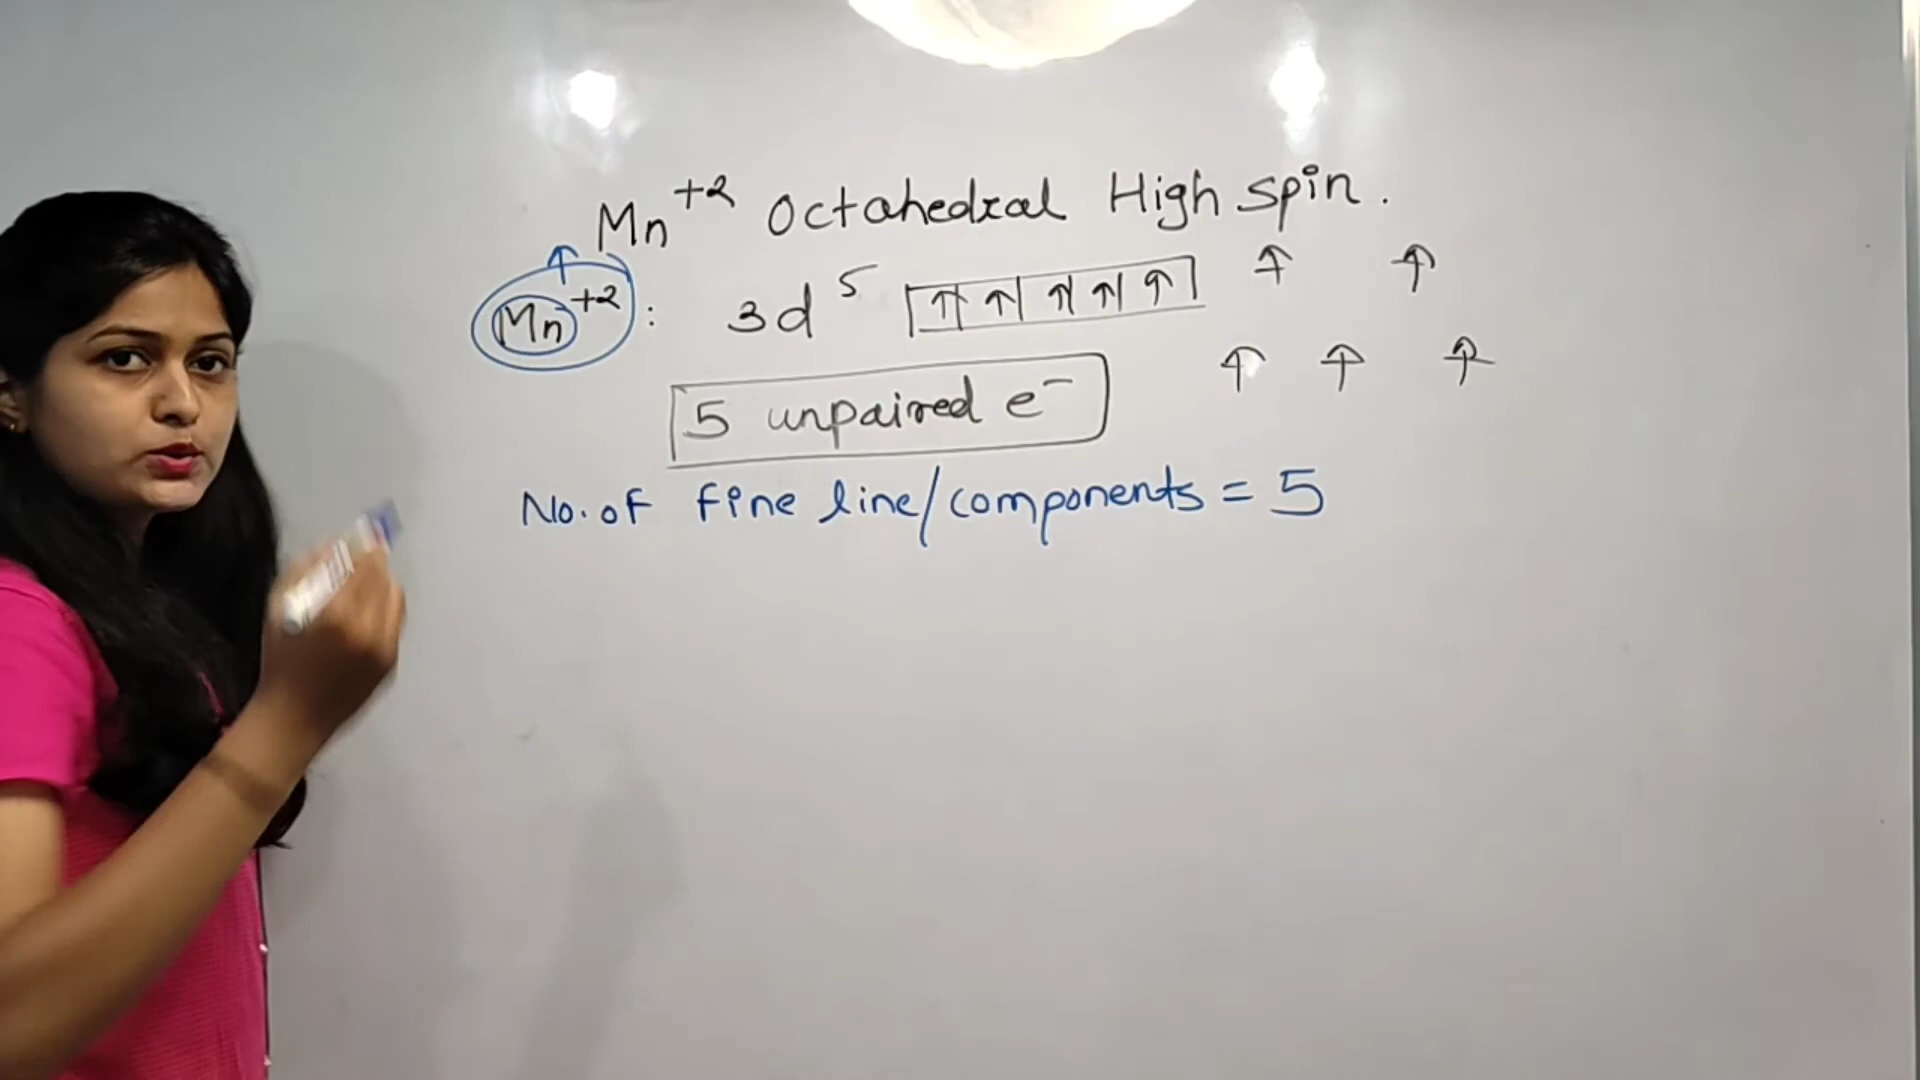 Mn+2 Octahedral High spin.
↑ ↑
Mn+2 : 3d5 ↑ ↑ ↑ ↑ ↑
↑ ↑ ↑
5 unpaired e-
No. of fine line/components = 5